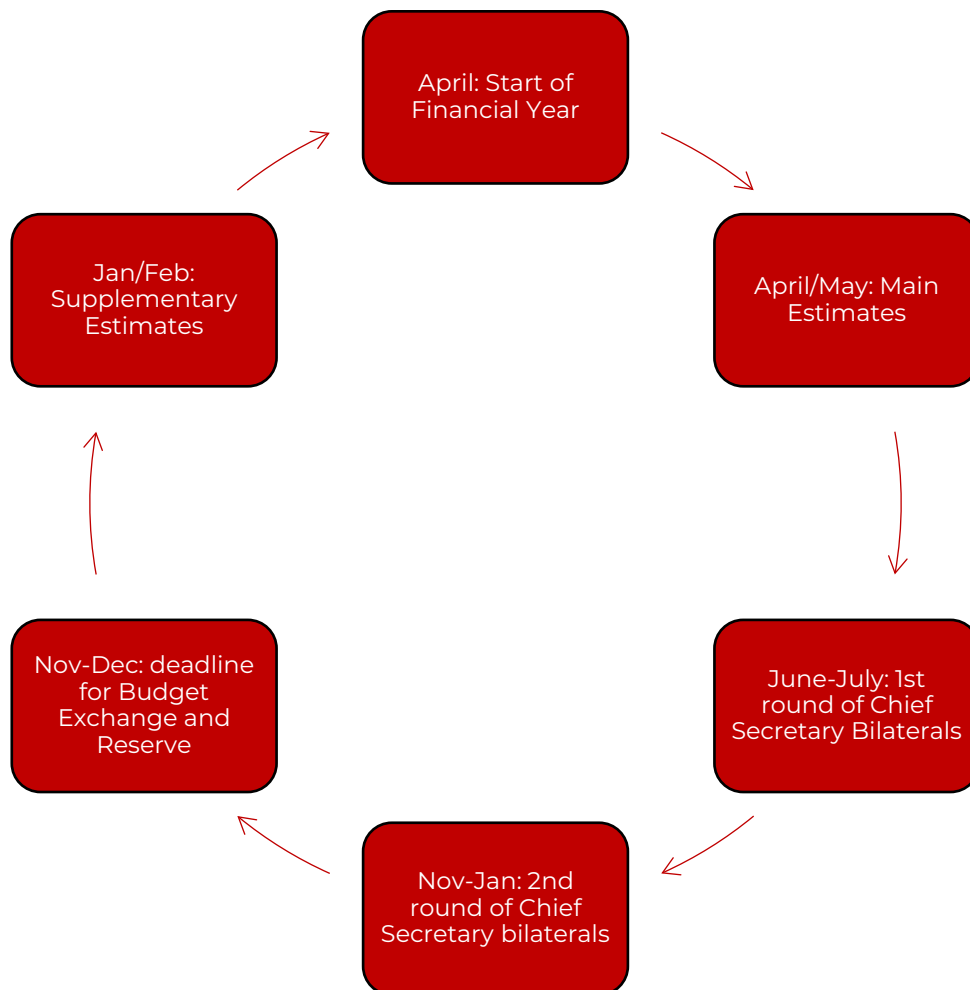 April: Start of
Financial Year
April/May: Main
Estimates
June-July: 1st
round of Chief
Secretary Bilaterals
Nov-Jan: 2nd
round of Chief
Secretary bilaterals
Nov-Dec: deadline
for Budget
Exchange and
Reserve
Jan/Feb:
Supplementary
Estimates